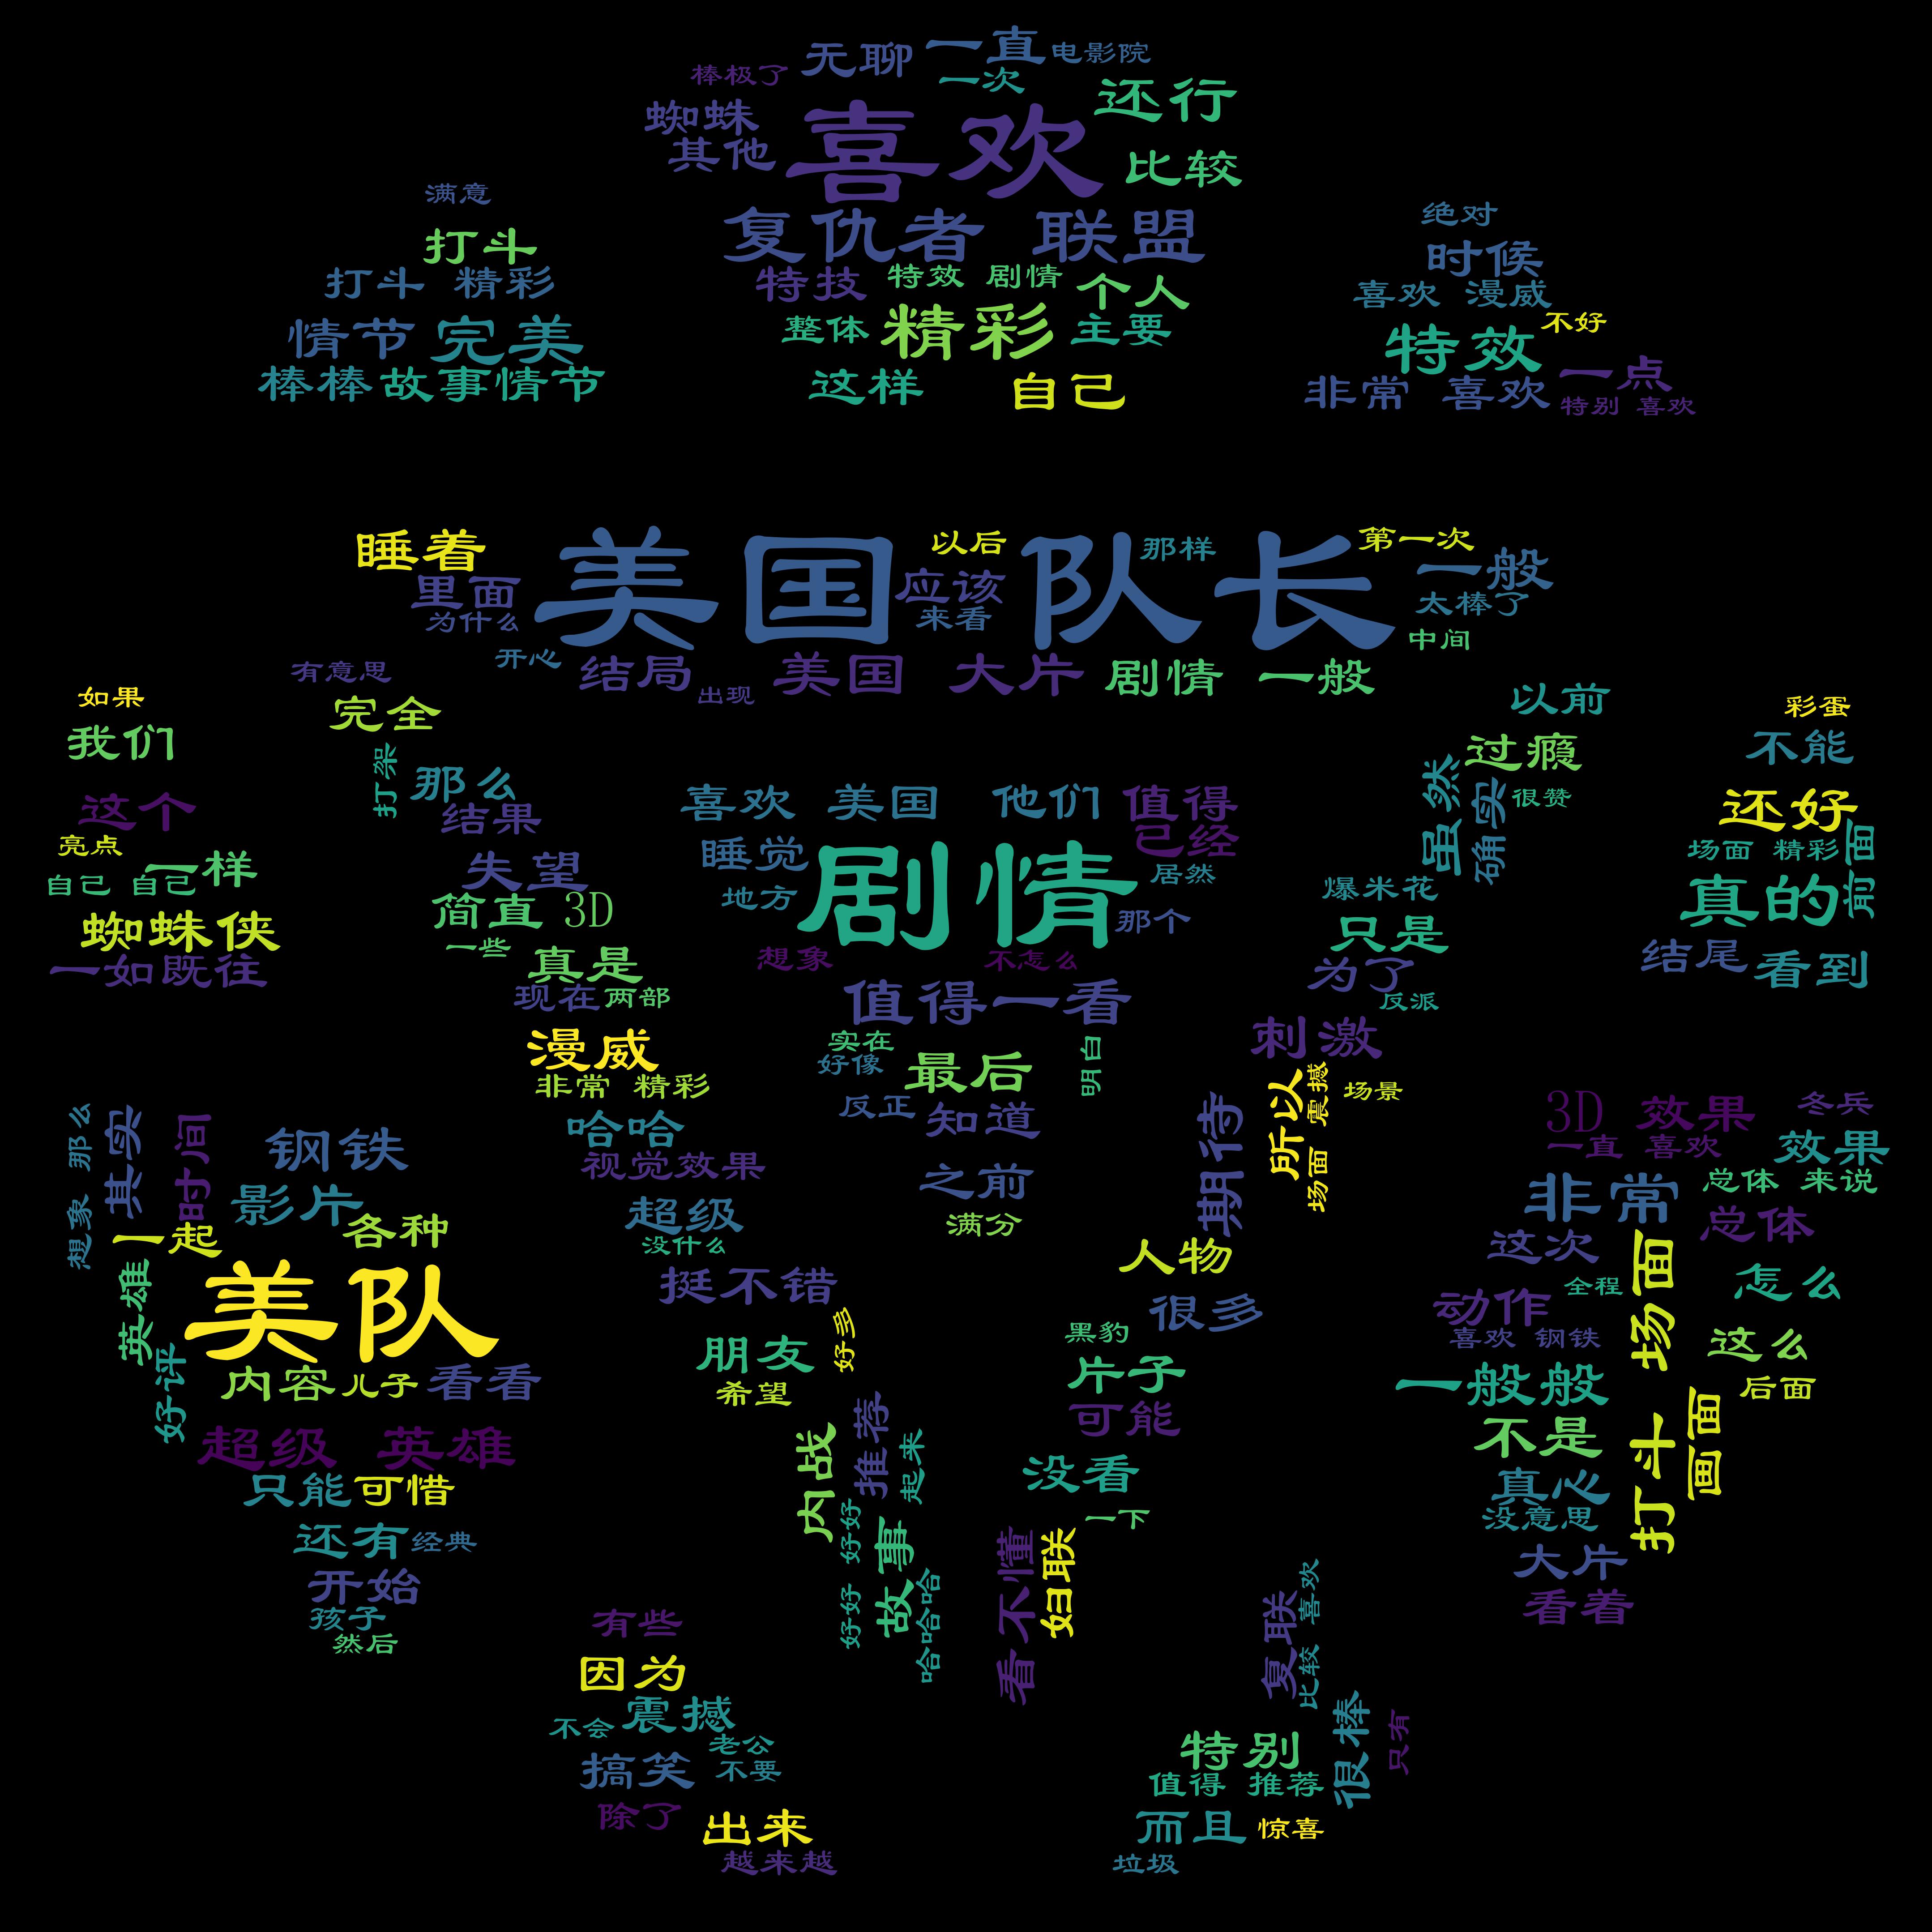 无聊 一直 电影院
棒极了 一次
还行
蜘蛛 喜欢
其他 比较
满意
复仇者 联盟
绝对
打斗
时候
打斗 精彩
特技 特效 剧情 个人
喜欢 漫威
情节 完美
整体 精彩 主要
特效 不好
棒棒 故事情节
这样 自己
非常 喜欢 一点
特别 喜欢
睡着 美国队长 以后 那样 第一次
里面 应该 一般
为什么 来看 太棒了
中间
开心 结局 美国 大片 剧情 一般
有意思 出现
如果 完全 以前 彩蛋
我们 过瘾 不能
打架 那么 虽然 确实 很赞
这个 结果 喜欢 美国 他们 值得 还好
亮点 睡觉 已经 场面 精彩 前面
一样 失望 剧情 居然
自己 自己 地方 爆米花 真的
简直 3D 那个
蜘蛛侠 一些 只是
一如既往 真是 想象 不怎么 为了 结尾 看到
现在 两部 值得一看 反派
漫威 实在 最后 明白 刺激
好像
非常 精彩 所以 场面 震撼 场景
想象 那么 其实 时间 反正 知道 期待 3D 效果 冬兵
钢铁 哈哈 一直 喜欢 效果
视觉效果
影片 之前 非常 总体 来说
一起 各种 超级 满分 总体
没什么 人物 这次 场面
英雄 美队 挺不错 全程 怎么
很多 动作
黑豹 喜欢 钢铁 这么
好评 朋友 好多
内容 儿子 看看 希望 片子 一般般 后面
可能 打斗 画面
超级 英雄 内战 推荐 起来 不是
只能 可惜 没看 真心
还有 经典 好好 好好 故事 一下 没意思
开始 看不懂 妇联 大片
孩子 哈哈哈哈 复联 比较 喜欢 看着
然后 有些
因为
不会 震撼 很棒 只有
老公 特别
搞笑 不要 值得 推荐
除了 出来 而且 惊喜
越来越 垃圾